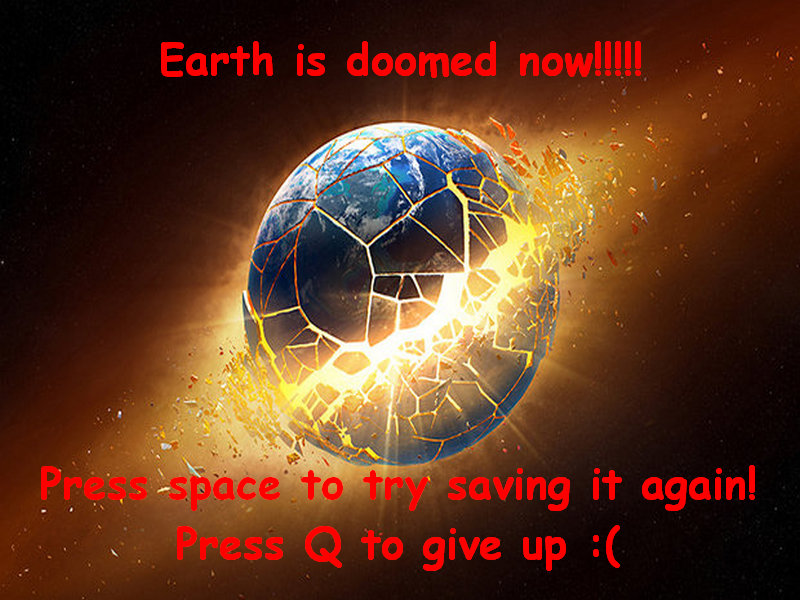 Earth is doomed now!!!!!
Press space to try saving it again!
Press Q to give up :(